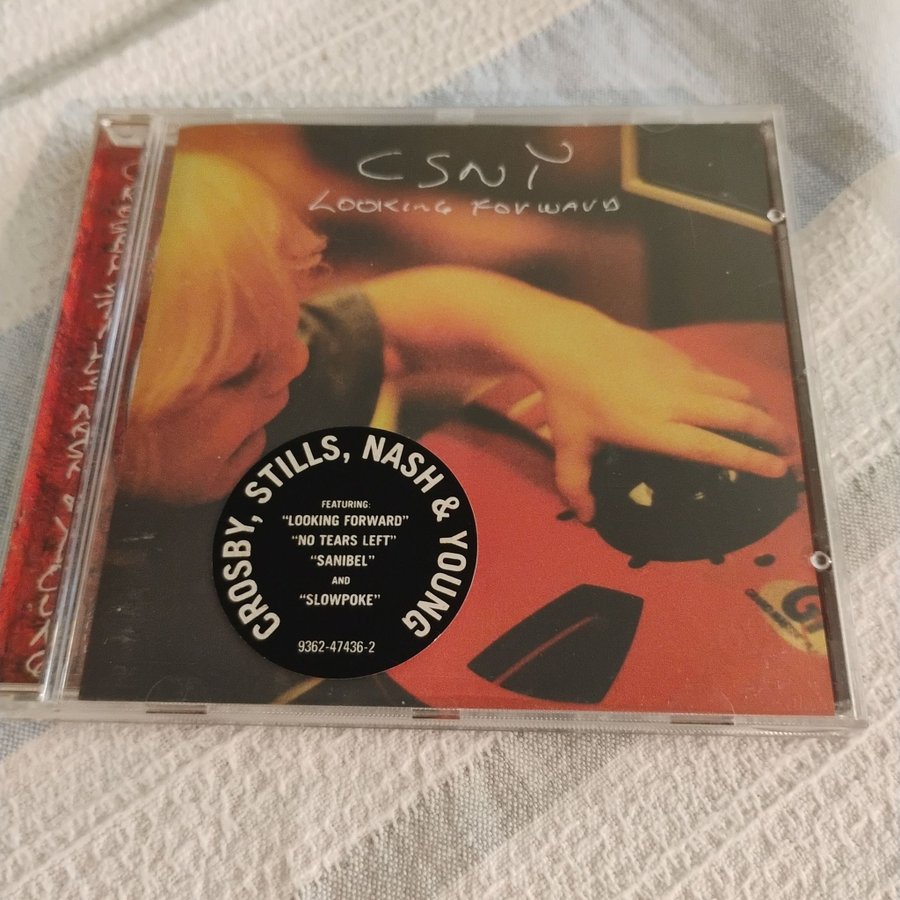 CSNY
LOOKING FORWARD
CROSBY, STILLS, NASH & YOUNG
FEATURING:
"LOOKING FORWARD"
"NO TEARS LEFT"
"SANIBEL"
AND
"SLOWPOKE"
9362-47436-2